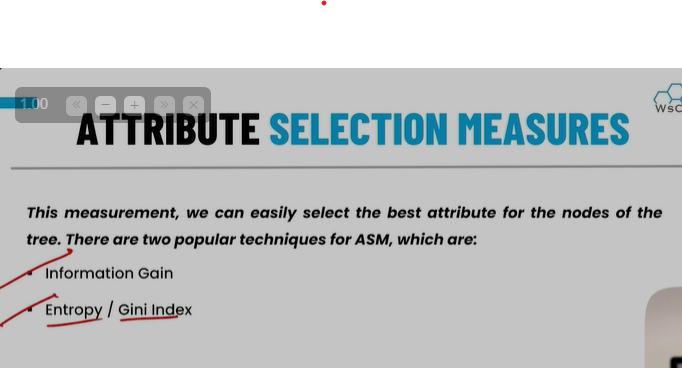 1.00
ATTRIBUTE SELECTION MEASURES
This measurement, we can easily select the best attribute for the nodes of the
tree. There are two popular techniques for ASM, which are:
Information Gain
Entropy / Gini Index